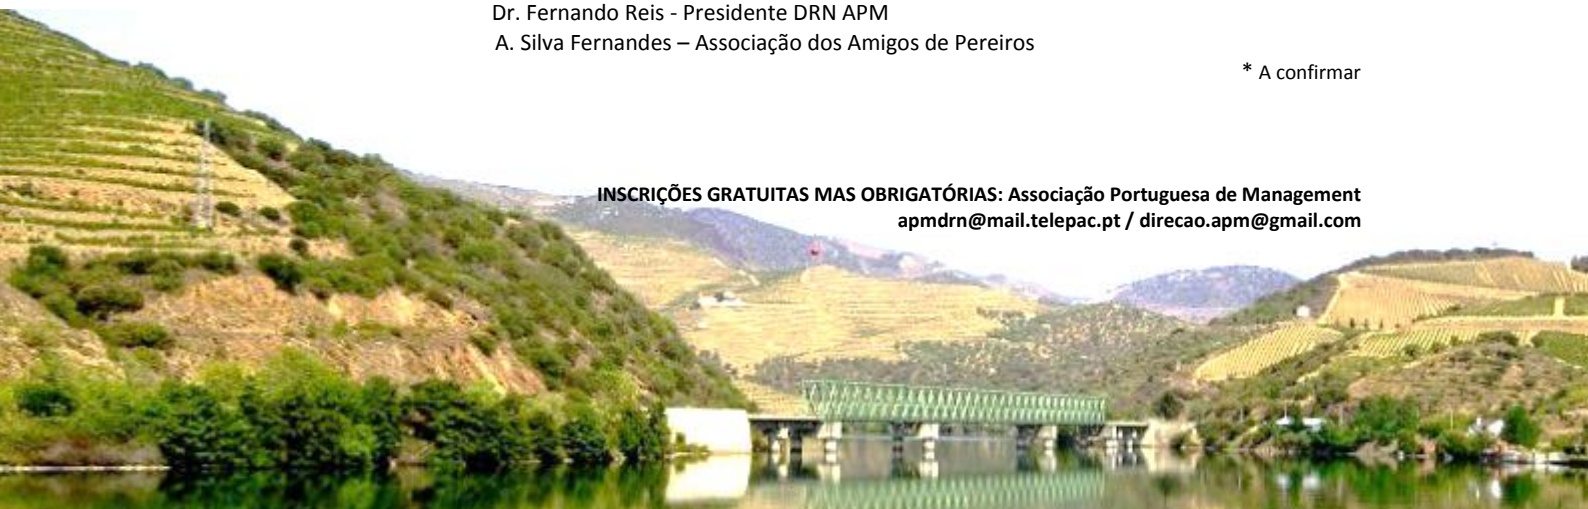 Dr. Fernando Reis - Presidente DRN APM
A. Silva Fernandes – Associação dos Amigos de Pereiros
* A confirmar
INSCRIÇÕES GRATUITAS MAS OBRIGATÓRIAS: Associação Portuguesa de Management
apmdrn@mail.telepac.pt / direcao.apm@gmail.com